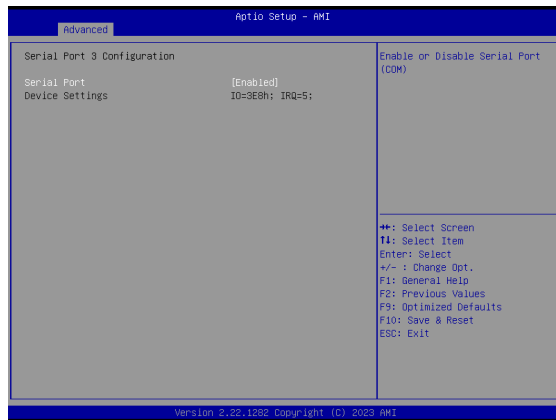 Aptio Setup - AMI
Advanced
Serial Port 3 Configuration
Serial Port [Enabled]
Device Settings IO=3E8h; IRQ=5;
Enable or Disable Serial Port
(COM)
→←: Select Screen
↑↓: Select Item
Enter: Select
+/- : Change Opt.
F1: General Help
F2: Previous Values
F9: Optimized Defaults
F10: Save & Reset
ESC: Exit
Version 2.22.1282 Copyright (C) 2023 AMI